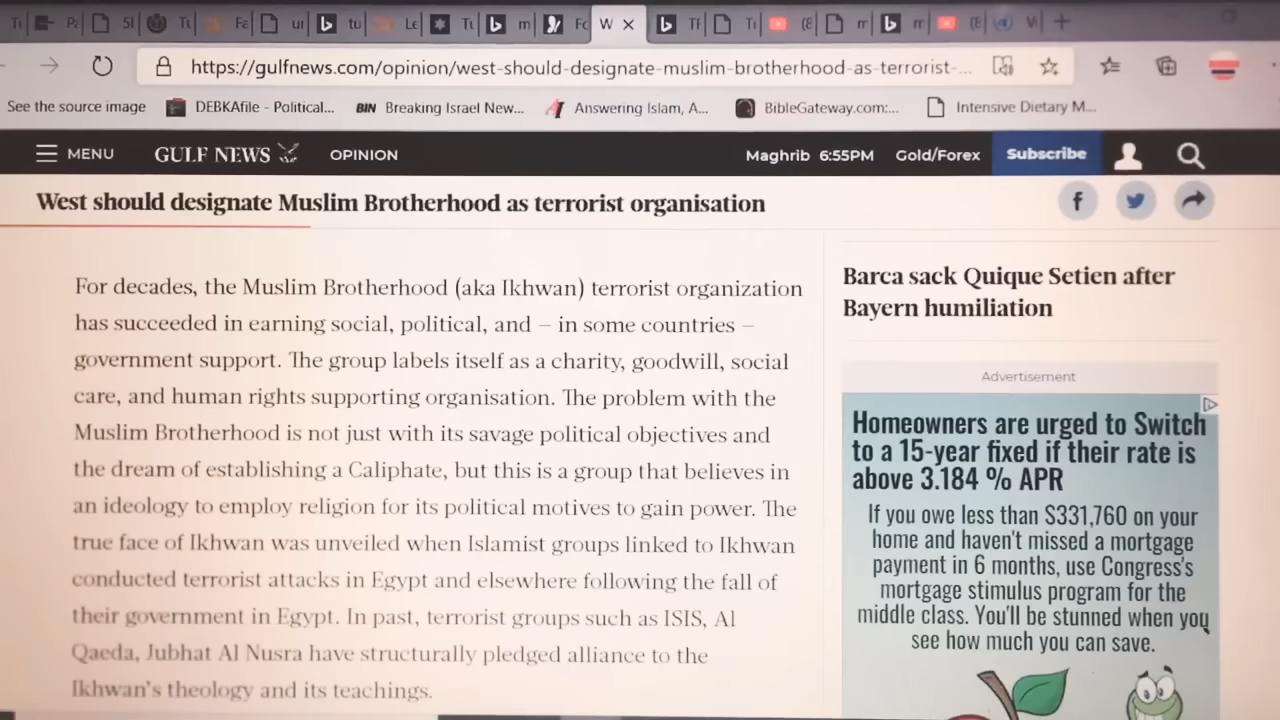 https://gulfnews.com/opinion/west-should-designate-muslim-brotherhood-as-terrorist-...
See the source image
DEBKAfile - Political...
BIN Breaking Israel New...
Answering Islam, A...
BibleGateway.com:...
Intensive Dietary M...
MENU
GULF NEWS
OPINION
Maghrib 6:55PM
Gold/Forex
Subscribe
West should designate Muslim Brotherhood as terrorist organisation
For decades, the Muslim Brotherhood (aka Ikhwan) terrorist organization
has succeeded in earning social, political, and – in some countries –
government support. The group labels itself as a charity, goodwill, social
care, and human rights supporting organisation. The problem with the
Muslim Brotherhood is not just with its savage political objectives and
the dream of establishing a Caliphate, but this is a group that believes in
an ideology to employ religion for its political motives to gain power. The
true face of Ikhwan was unveiled when Islamist groups linked to Ikhwan
conducted terrorist attacks in Egypt and elsewhere following the fall of
their government in Egypt. In past, terrorist groups such as ISIS, Al
Qaeda, Jubhat Al Nusra have structurally pledged alliance to the
Ikhwan's theology and its teachings.
Barca sack Quique Setien after
Bayern humiliation
Advertisement
Homeowners are urged to Switch
to a 15-year fixed if their rate is
above 3.184 % APR
If you owe less than $331,760 on your
home and haven't missed a mortgage
payment in 6 months, use Congress's
mortgage stimulus program for the
middle class. You'll be stunned when you
see how much you can save.